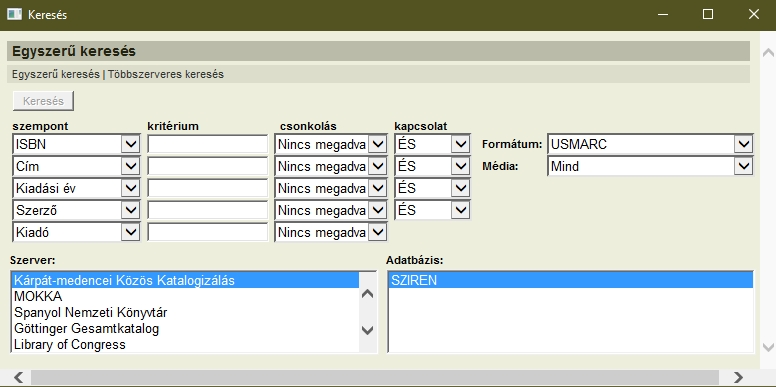 Keresés
Egyszerű keresés
Egyszerű keresés | Többszerveres keresés
Keresés
szempont kritérium csonkolás kapcsolat
ISBN Nincs megadva ÉS Formátum: USMARC
Cím Nincs megadva ÉS Média: Mind
Kiadási év Nincs megadva ÉS
Szerző Nincs megadva ÉS
Kiadó Nincs megadva
Szerver: Adatbázis:
Kárpát-medencei Közös Katalogizálás SZIREN
MOKKA
Spanyol Nemzeti Könyvtár
Göttinger Gesamtkatalog
Library of Congress